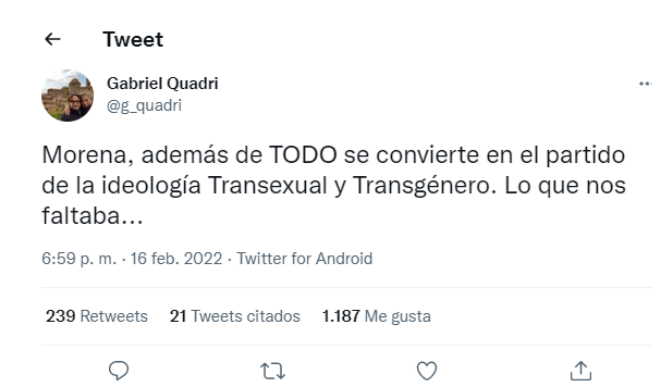 Tweet
Gabriel Quadri
@g_quadri
Morena, además de TODO se convierte en el partido
de la ideología Transexual y Transgénero. Lo que nos
faltaba...
6:59 p. m. · 16 feb. 2022 · Twitter for Android
239 Retweets 21 Tweets citados 1.187 Me gusta